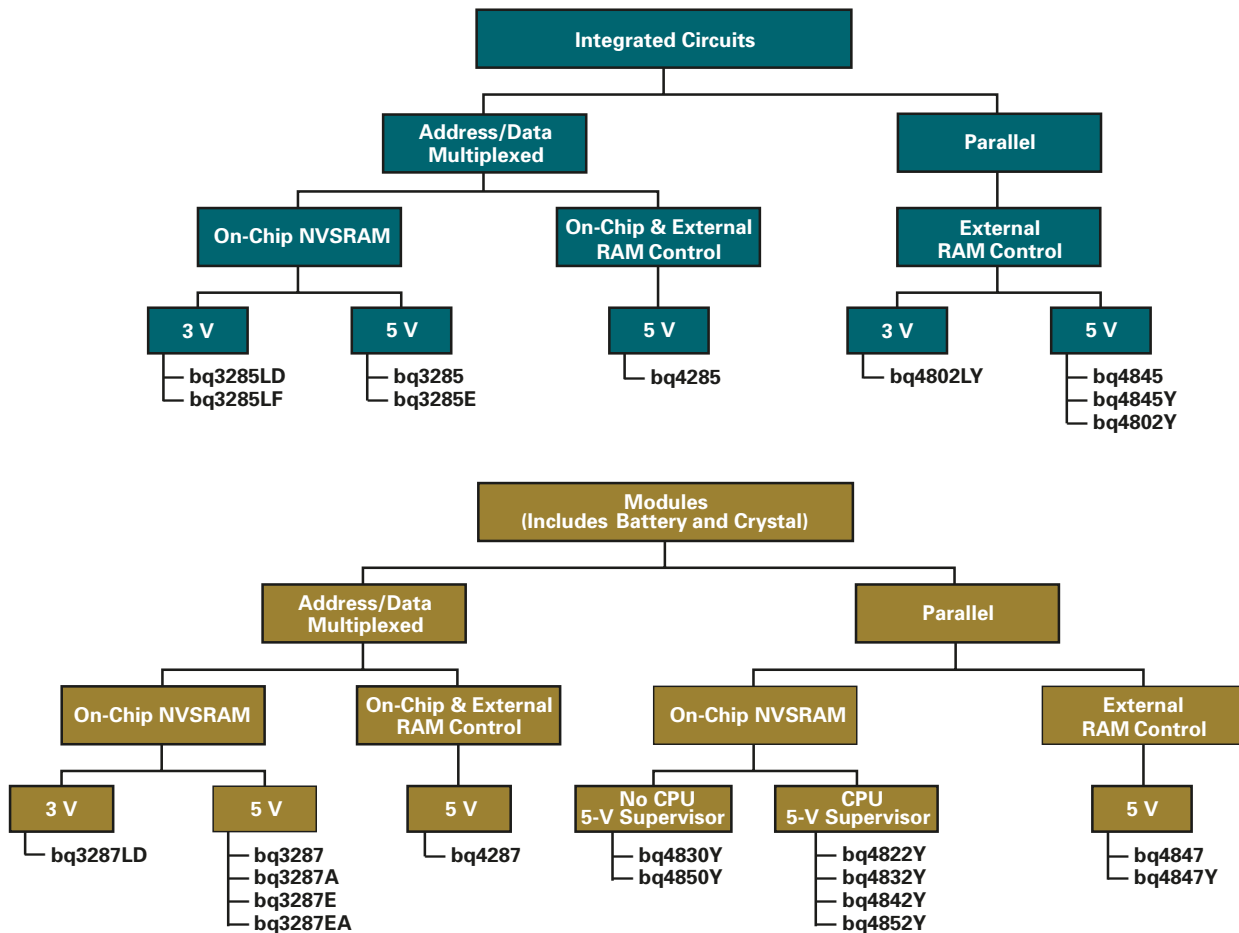 Integrated Circuits
Address/Data
Multiplexed
Parallel
On-Chip NVSRAM
On-Chip & External
RAM Control
External
RAM Control
3 V
5 V
5 V
3 V
5 V
bq3285LD
bq3285LF
bq3285
bq3285E
bq4285
bq4802LY
bq4845
bq4845Y
bq4802Y
Modules
(Includes Battery and Crystal)
Address/Data
Multiplexed
Parallel
On-Chip NVSRAM
On-Chip & External
RAM Control
On-Chip NVSRAM
External
RAM Control
3 V
5 V
5 V
No CPU
5-V Supervisor
CPU
5-V Supervisor
5 V
bq3287LD
bq3287
bq3287A
bq3287E
bq3287EA
bq4287
bq4830Y
bq4850Y
bq4822Y
bq4832Y
bq4842Y
bq4852Y
bq4847
bq4847Y